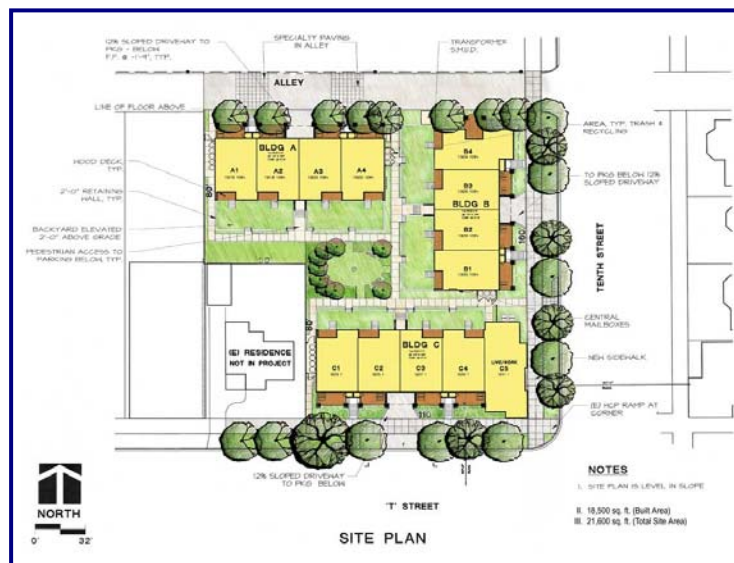 12% SLOPED DRIVEWAY TO
PKG - BELOW
F.F. @ -1'-9", TYP.
SPECIALTY PAVING
IN ALLEY
TRANSFORMER
S.M.U.D.
ALLEY
LINE OF FLOOR ABOVE
AREA, TYP. TRASH &
RECYCLING
BLDG A
A1
A2
A3
A4
B4
WOOD DECK,
TYP.
TO PKG BELOW 12%
SLOPED DRIVEWAY
80'
B3
2'-0" RETAINING
WALL, TYP.
BLDG B
160'
BACKYARD ELEVATED
2'-0" ABOVE GRADE
B2
PEDESTRIAN ACCESS TO
PARKING BELOW, TYP.
B1
TENTH STREET
80'
CENTRAL
MAILBOXES
(E) RESIDENCE
NOT IN PROJECT
BLDG C
C1
C2
C3
C4
LIVE/WORK
C5
NEW SIDEWALK
(E) HCP RAMP AT
CORNER
110'
12% SLOPED DRIVEWAY
TO PKG BELOW
NORTH
0' 32'
'T' STREET
SITE PLAN
NOTES
I. SITE PLAN IS LEVEL IN SLOPE
II. 18,500 sq. ft. (Built Area)
III. 21,600 sq. ft. (Total Site Area)